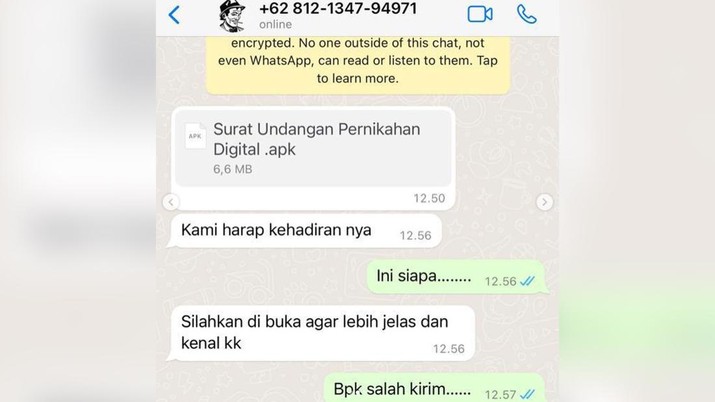 +62 812-1347-94971
online
encrypted. No one outside of this chat, not
even WhatsApp, can read or listen to them. Tap
to learn more.
APK
Surat Undangan Pernikahan
Digital .apk
6,6 MB
12.50
Kami harap kehadiran nya 12.56
Ini siapa........ 12.56
Silahkan di buka agar lebih jelas dan
kenal kk
12.56
Bpk salah kirim...... 12.57